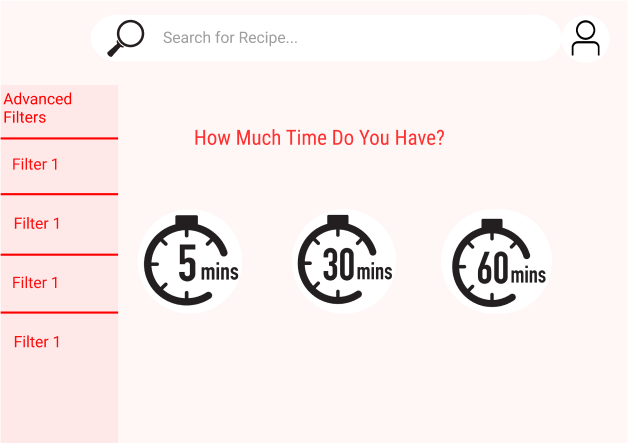 Search for Recipe...
Advanced
Filters
How Much Time Do You Have?
Filter 1
Filter 1
5 mins
30 mins
60 mins
Filter 1
Filter 1